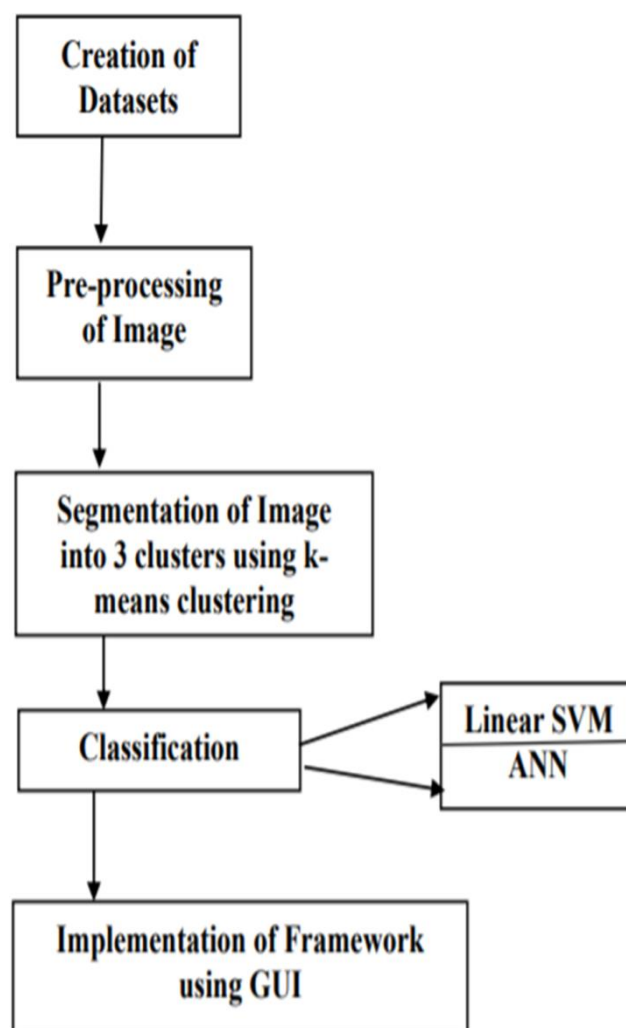 Creation of
Datasets
Pre-processing
of Image
Segmentation of Image
into 3 clusters using k-
means clustering
Classification
Linear SVM
ANN
Implementation of Framework
using GUI